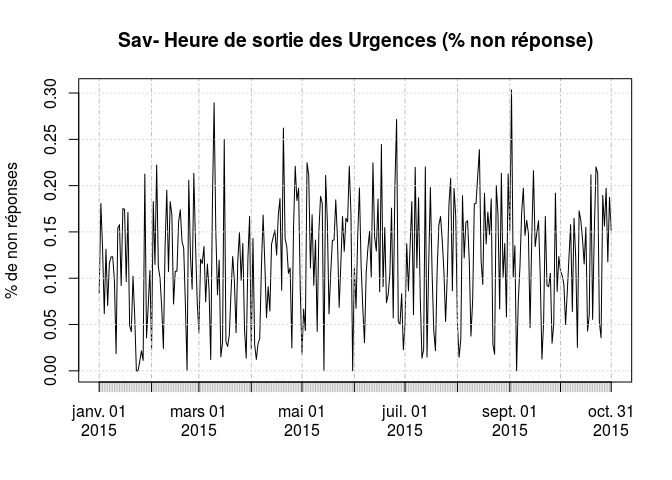 Sav- Heure de sortie des Urgences (% non réponse)
% de non réponses
0.30
0.25
0.20
0.15
0.10
0.05
0.00
janv. 01 mars 01 mai 01 juil. 01 sept. 01 oct. 31
2015 2015 2015 2015 2015 2015